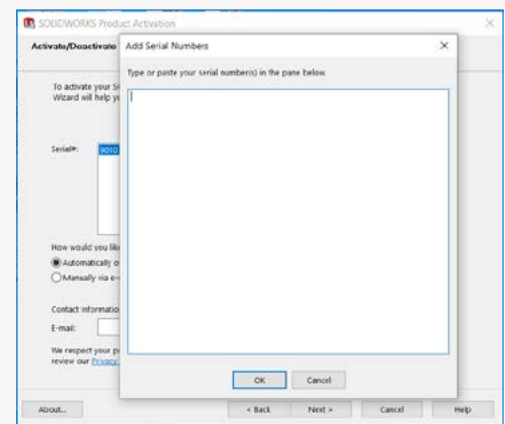 SOLIDWORKS Product Activation
Activate/Deactivate
Add Serial Numbers
Type or paste your serial number(s) in the pane below.
To activate your S
Wizard will help y
Serial#:
9010
How would you lik
Automatically o
Manually via e-
Contact informatio
E-mail:
We respect your p
review our Privacy
OK
Cancel
About...
< Back
Next >
Cancel
Help